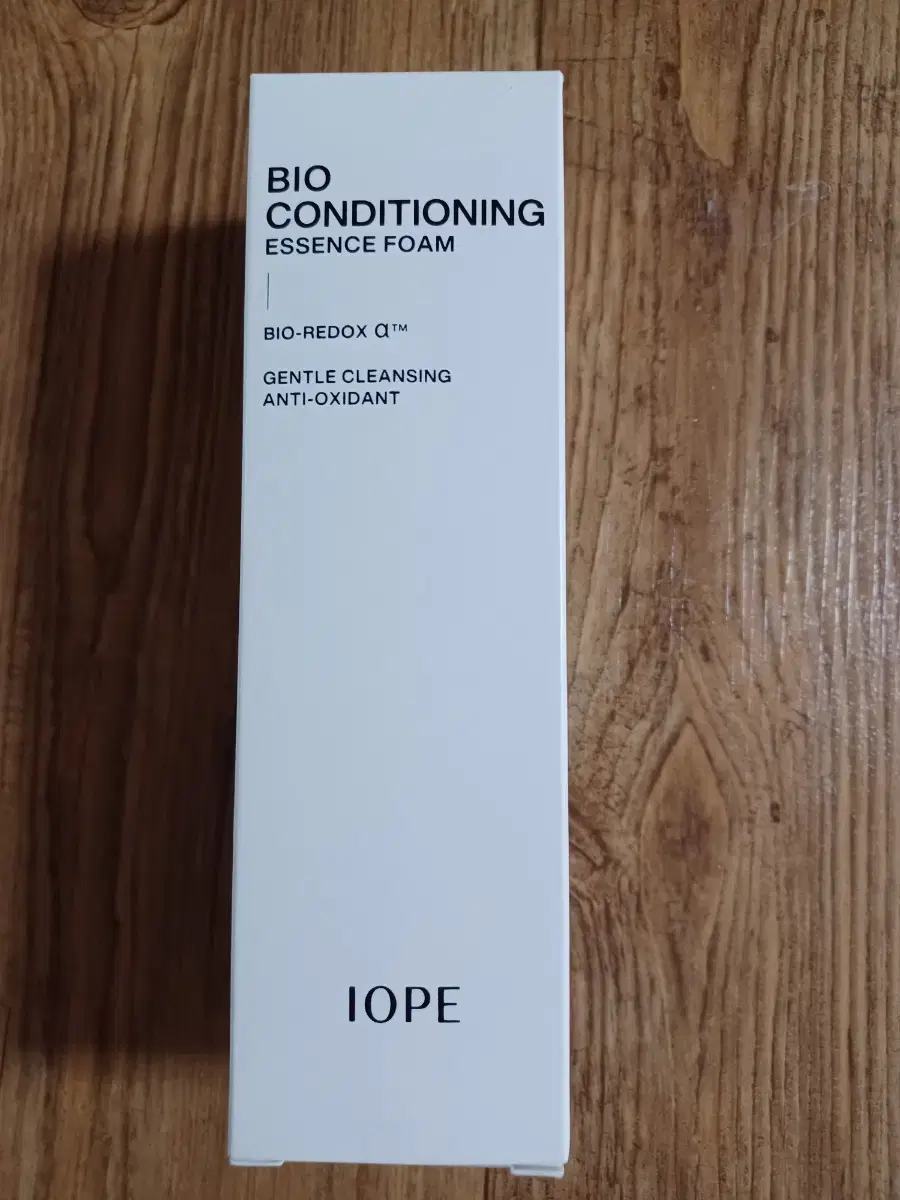 BIO
CONDITIONING
ESSENCE FOAM
BIO-REDOX α™
GENTLE CLEANSING
ANTI-OXIDANT
IOPE